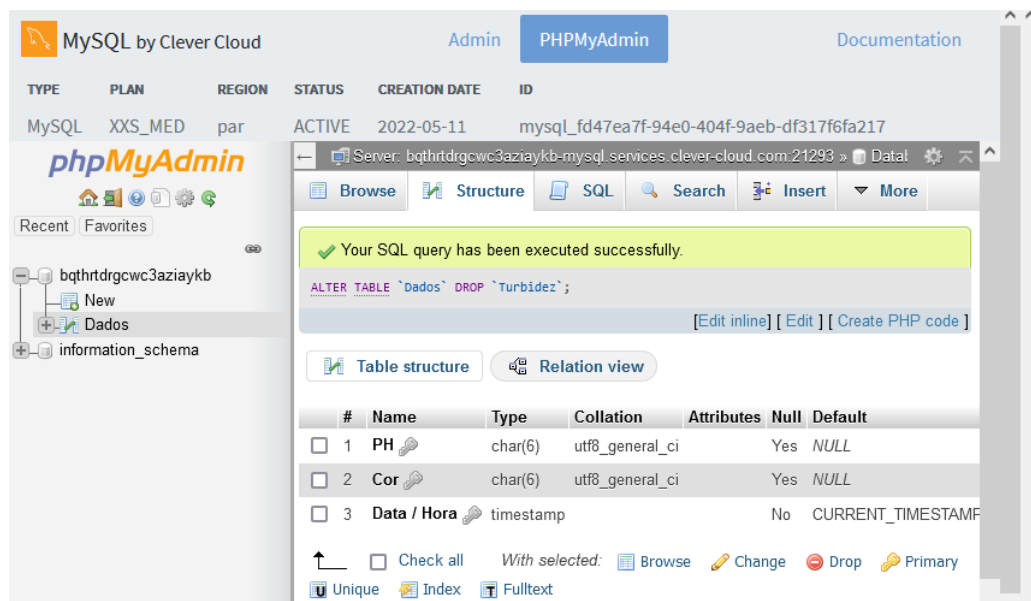 MySQL by Clever Cloud Admin PHPMyAdmin Documentation
TYPE PLAN REGION STATUS CREATION DATE ID
MySQL XXS_MED par ACTIVE 2022-05-11 mysql_fd47ea7f-94e0-404f-9aeb-df317f6fa217
phpMyAdmin
Recent Favorites
bqthrtdrgcwc3aziaykb
New
Dados
information_schema
Server: bqthrtdrgcwc3aziaykb-mysql.services.clever-cloud.com:21293 »
Browse Structure SQL Search Insert More
Your SQL query has been executed successfully.
ALTER TABLE `Dados` DROP `Turbidez`;
[Edit inline] [ Edit ] [ Create PHP code ]
Table structure Relation view
# Name Type Collation Attributes Null Default
1 PH char(6) utf8_general_ci Yes NULL
2 Cor char(6) utf8_general_ci Yes NULL
3 Data / Hora timestamp No CURRENT_TIMESTAMP
Check all With selected: Browse Change Drop Primary
Unique Index Fulltext